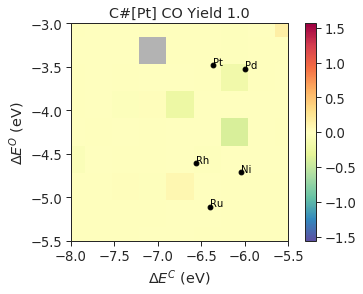 C#[Pt] CO Yield 1.0
−3.0
−3.5
−4.0
−4.5
−5.0
−5.5
ΔE^O (eV)
Pt
Pd
Rh
Ni
Ru
−8.0 −7.5 −7.0 −6.5 −6.0 −5.5
ΔE^C (eV)
1.5
1.0
0.5
0.0
−0.5
−1.0
−1.5